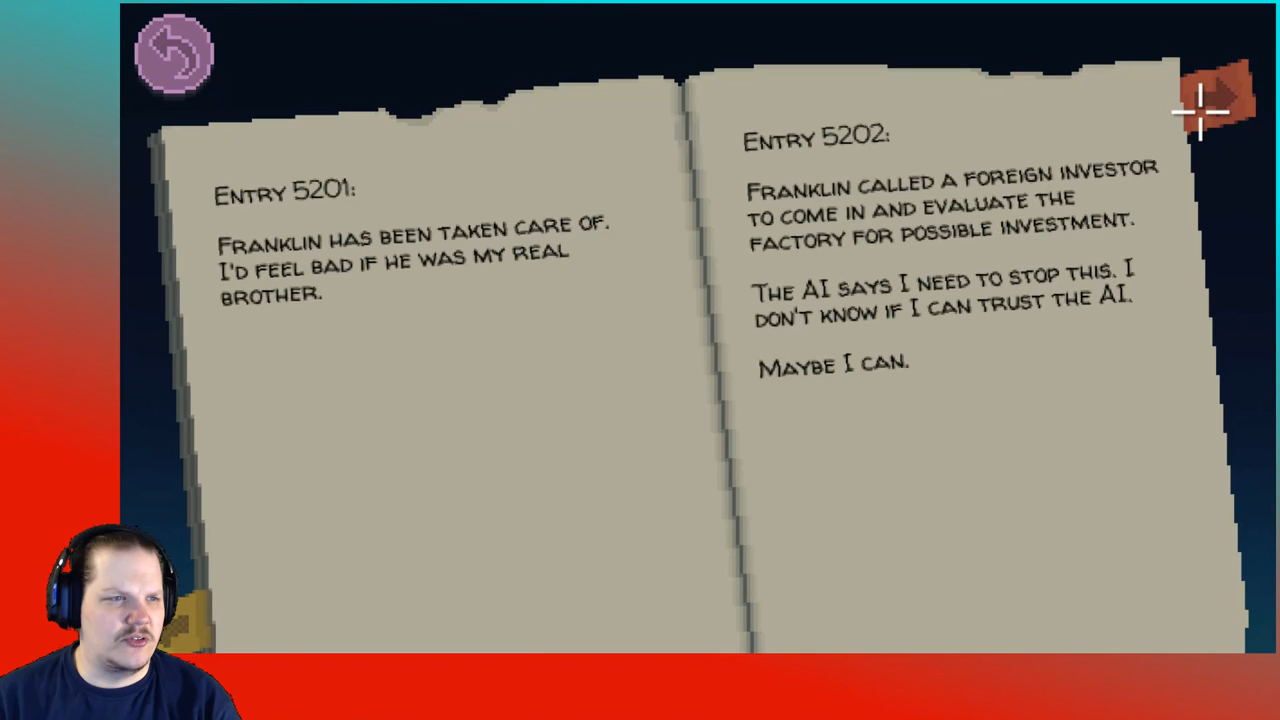 Entry 5201:
Franklin has been taken care of.
I'd feel bad if he was my real
brother.
Entry 5202:
Franklin called a foreign investor
to come in and evaluate the
factory for possible investment.
The AI says I need to stop this. I
don't know if I can trust the AI.
Maybe I can.